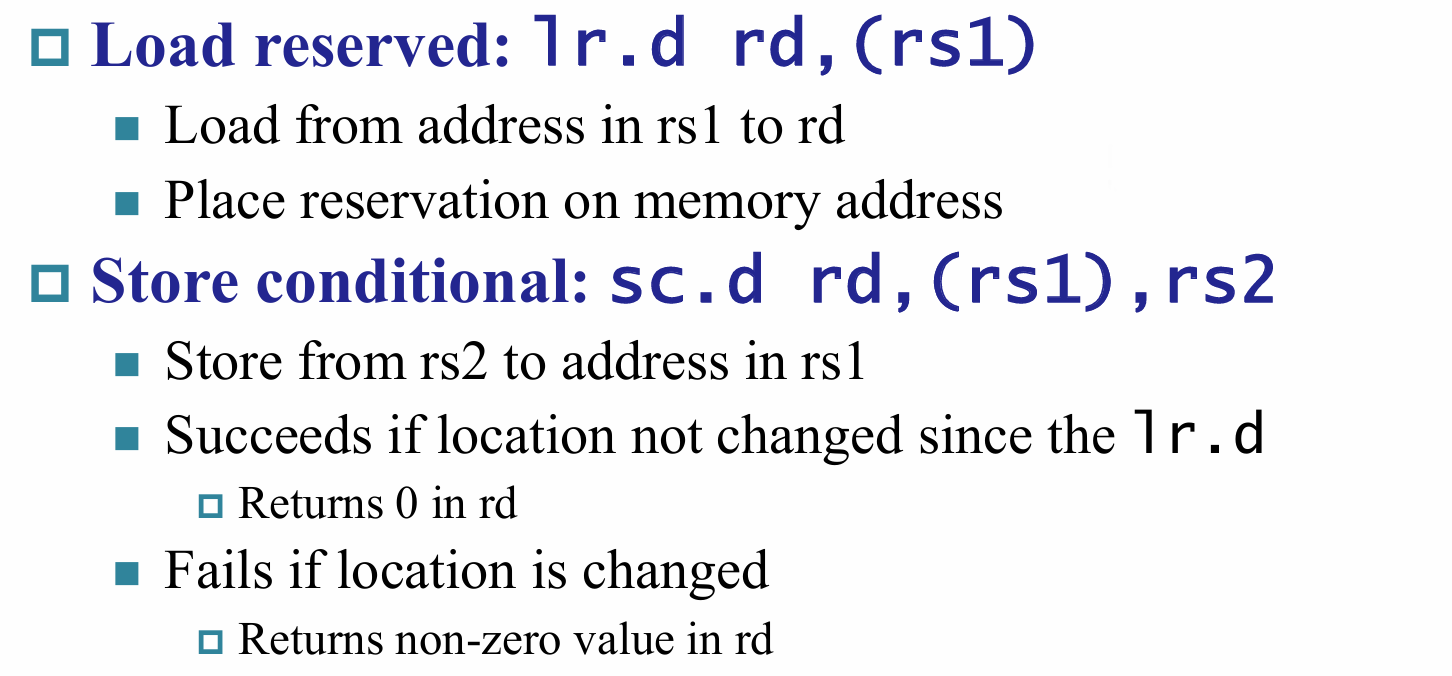 Load reserved: lr.d rd,(rs1)
Load from address in rs1 to rd
Place reservation on memory address
Store conditional: sc.d rd,(rs1),rs2
Store from rs2 to address in rs1
Succeeds if location not changed since the lr.d
Returns 0 in rd
Fails if location is changed
Returns non-zero value in rd